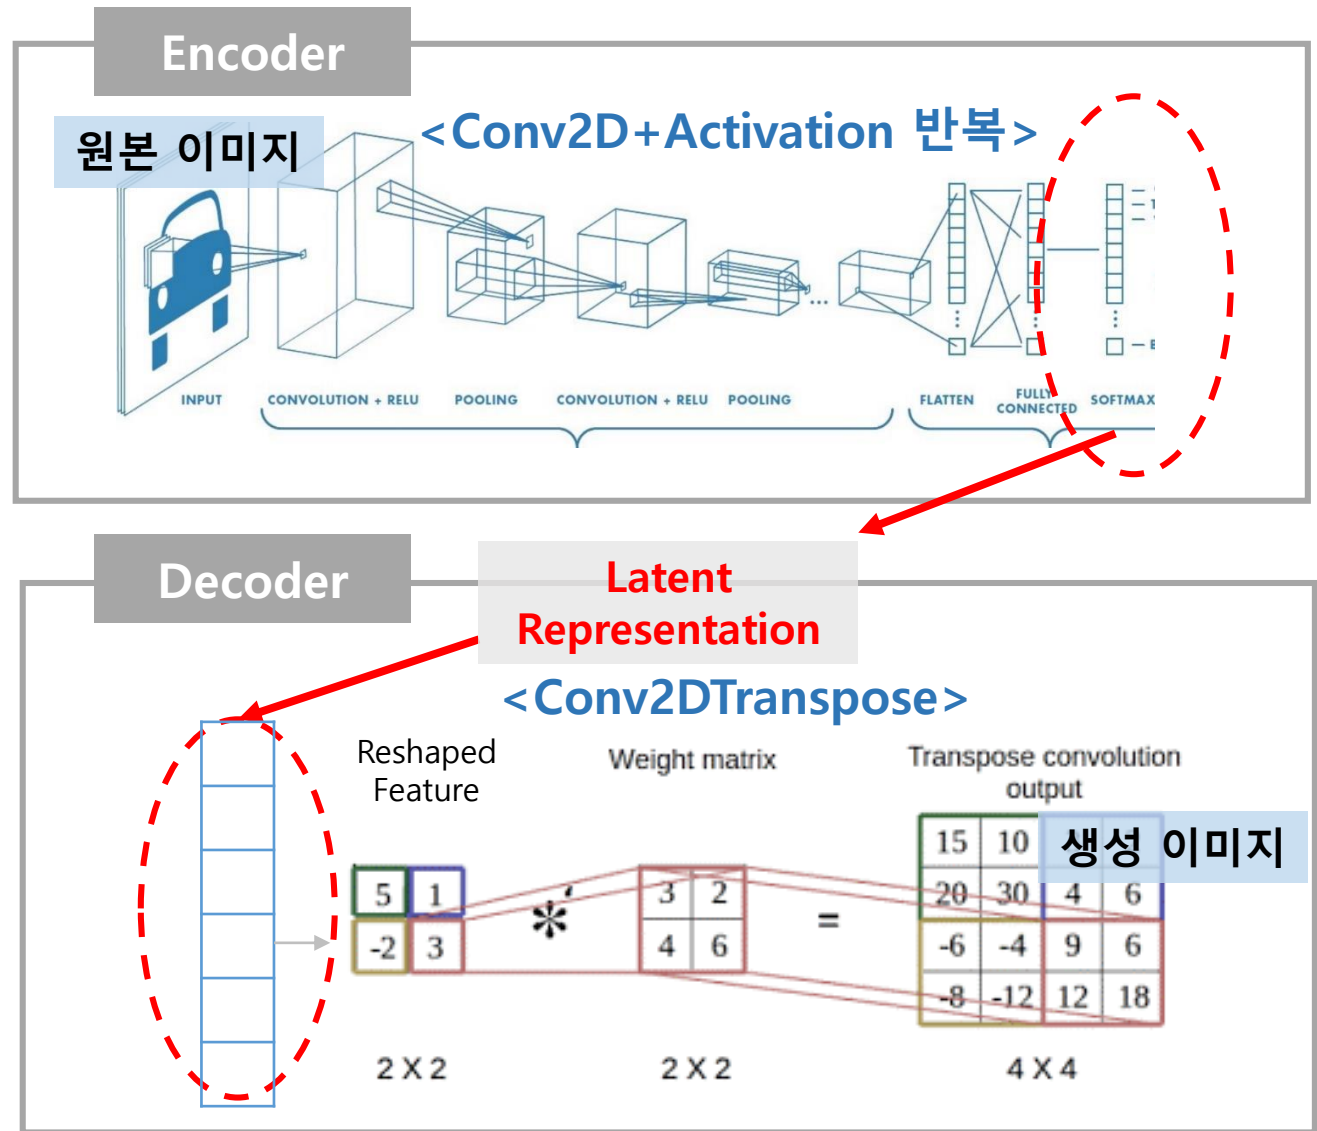 Encoder
원본 이미지
<Conv2D+Activation 반복>
INPUT
CONVOLUTION + RELU
POOLING
CONVOLUTION + RELU
POOLING
FLATTEN
FULLY
CONNECTED
SOFTMAX
...
Decoder
Latent
Representation
<Conv2DTranspose>
Reshaped
Feature
Weight matrix
Transpose convolution
output
생성 이미지
5 1
-2 3
*'
3 2
4 6
=
15 10
20 30 4 6
-6 -4 9 6
-8 -12 12 18
2 X 2
2 X 2
4 X 4